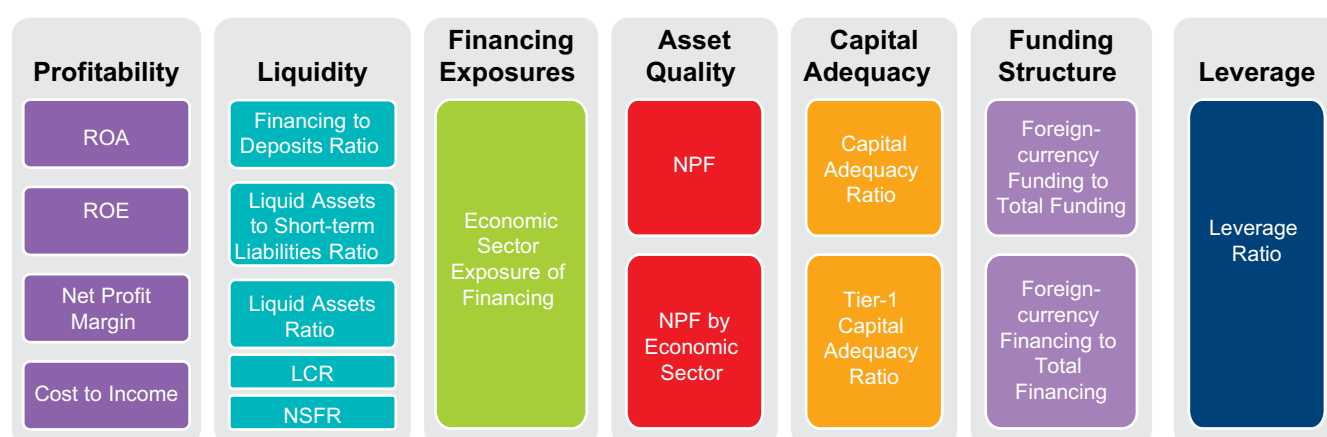 Profitability
ROA
ROE
Net Profit
Margin
Cost to Income
Liquidity
Financing to
Deposits Ratio
Liquid Assets
to Short-term
Liabilities Ratio
Liquid Assets
Ratio
LCR
NSFR
Financing
Exposures
Economic
Sector
Exposure of
Financing
Asset
Quality
NPF
NPF by
Economic
Sector
Capital
Adequacy
Capital
Adequacy
Ratio
Tier-1
Capital
Adequacy
Ratio
Funding
Structure
Foreign-
currency
Funding to
Total Funding
Foreign-
currency
Financing to
Total
Financing
Leverage
Leverage
Ratio